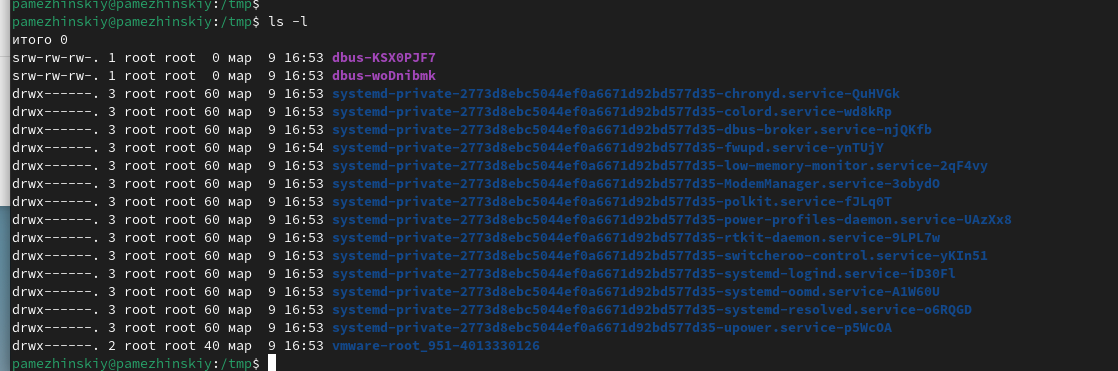 pamezhinskiy@pamezhinskiy:/tmp$
pamezhinskiy@pamezhinskiy:/tmp$ ls -l
итого 0
srw-rw-rw-. 1 root root  0 мар  9 16:53 dbus-KSX0PJF7
srw-rw-rw-. 1 root root  0 мар  9 16:53 dbus-woDnibmk
drwx------. 3 root root 60 мар  9 16:53 systemd-private-2773d8ebc5044ef0a6671d92bd577d35-chronyd.service-QuHVGk
drwx------. 3 root root 60 мар  9 16:53 systemd-private-2773d8ebc5044ef0a6671d92bd577d35-colord.service-wd8kRp
drwx------. 3 root root 60 мар  9 16:53 systemd-private-2773d8ebc5044ef0a6671d92bd577d35-dbus-broker.service-njQKfb
drwx------. 3 root root 60 мар  9 16:54 systemd-private-2773d8ebc5044ef0a6671d92bd577d35-fwupd.service-ynTUjY
drwx------. 3 root root 60 мар  9 16:53 systemd-private-2773d8ebc5044ef0a6671d92bd577d35-low-memory-monitor.service-2qF4vy
drwx------. 3 root root 60 мар  9 16:53 systemd-private-2773d8ebc5044ef0a6671d92bd577d35-ModemManager.service-3obydO
drwx------. 3 root root 60 мар  9 16:53 systemd-private-2773d8ebc5044ef0a6671d92bd577d35-polkit.service-fJLq0T
drwx------. 3 root root 60 мар  9 16:53 systemd-private-2773d8ebc5044ef0a6671d92bd577d35-power-profiles-daemon.service-UAzXx8
drwx------. 3 root root 60 мар  9 16:53 systemd-private-2773d8ebc5044ef0a6671d92bd577d35-rtkit-daemon.service-9LPL7w
drwx------. 3 root root 60 мар  9 16:53 systemd-private-2773d8ebc5044ef0a6671d92bd577d35-switcheroo-control.service-yKIn51
drwx------. 3 root root 60 мар  9 16:53 systemd-private-2773d8ebc5044ef0a6671d92bd577d35-systemd-logind.service-iD30Fl
drwx------. 3 root root 60 мар  9 16:53 systemd-private-2773d8ebc5044ef0a6671d92bd577d35-systemd-oomd.service-A1W60U
drwx------. 3 root root 60 мар  9 16:53 systemd-private-2773d8ebc5044ef0a6671d92bd577d35-systemd-resolved.service-o6RQGD
drwx------. 3 root root 60 мар  9 16:53 systemd-private-2773d8ebc5044ef0a6671d92bd577d35-upower.service-p5WcOA
drwx------. 2 root root 40 мар  9 16:53 vmware-root_951-4013330126
pamezhinskiy@pamezhinskiy:/tmp$